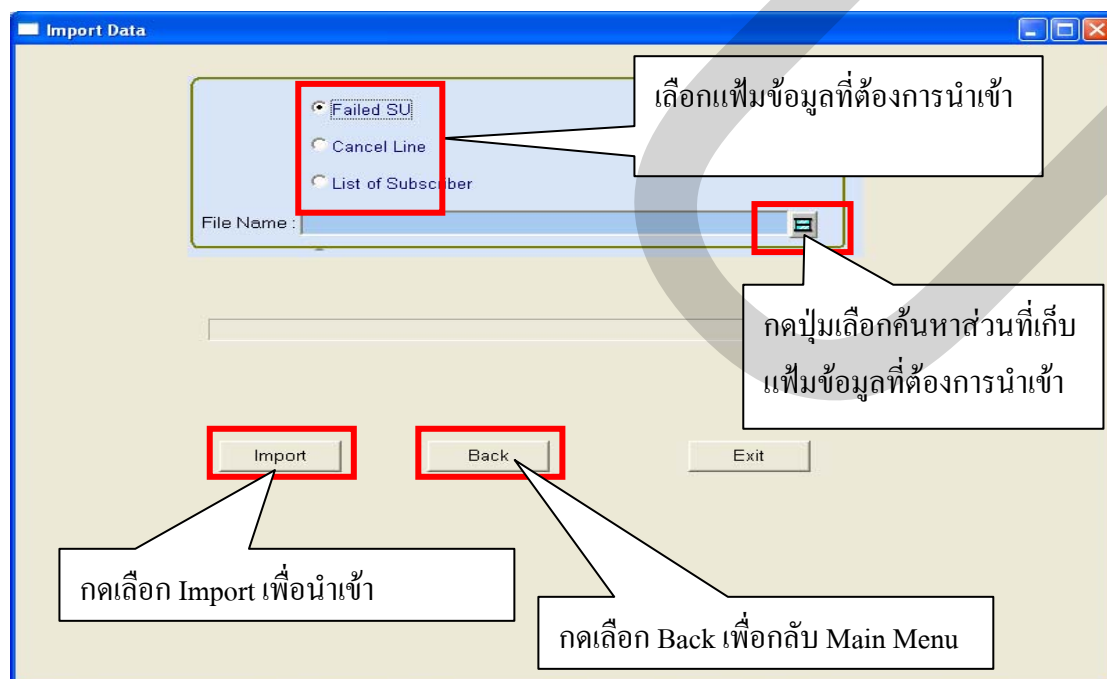 Import Data
เลือกแฟ้มข้อมูลที่ต้องการนำเข้า
Failed SU
Cancel Line
List of Subscriber
File Name :
กดปุ่มเลือกค้นหาส่วนที่เก็บ
แฟ้มข้อมูลที่ต้องการนำเข้า
Import
Back
Exit
กดเลือก Import เพื่อนำเข้า
กดเลือก Back เพื่อกลับ Main Menu